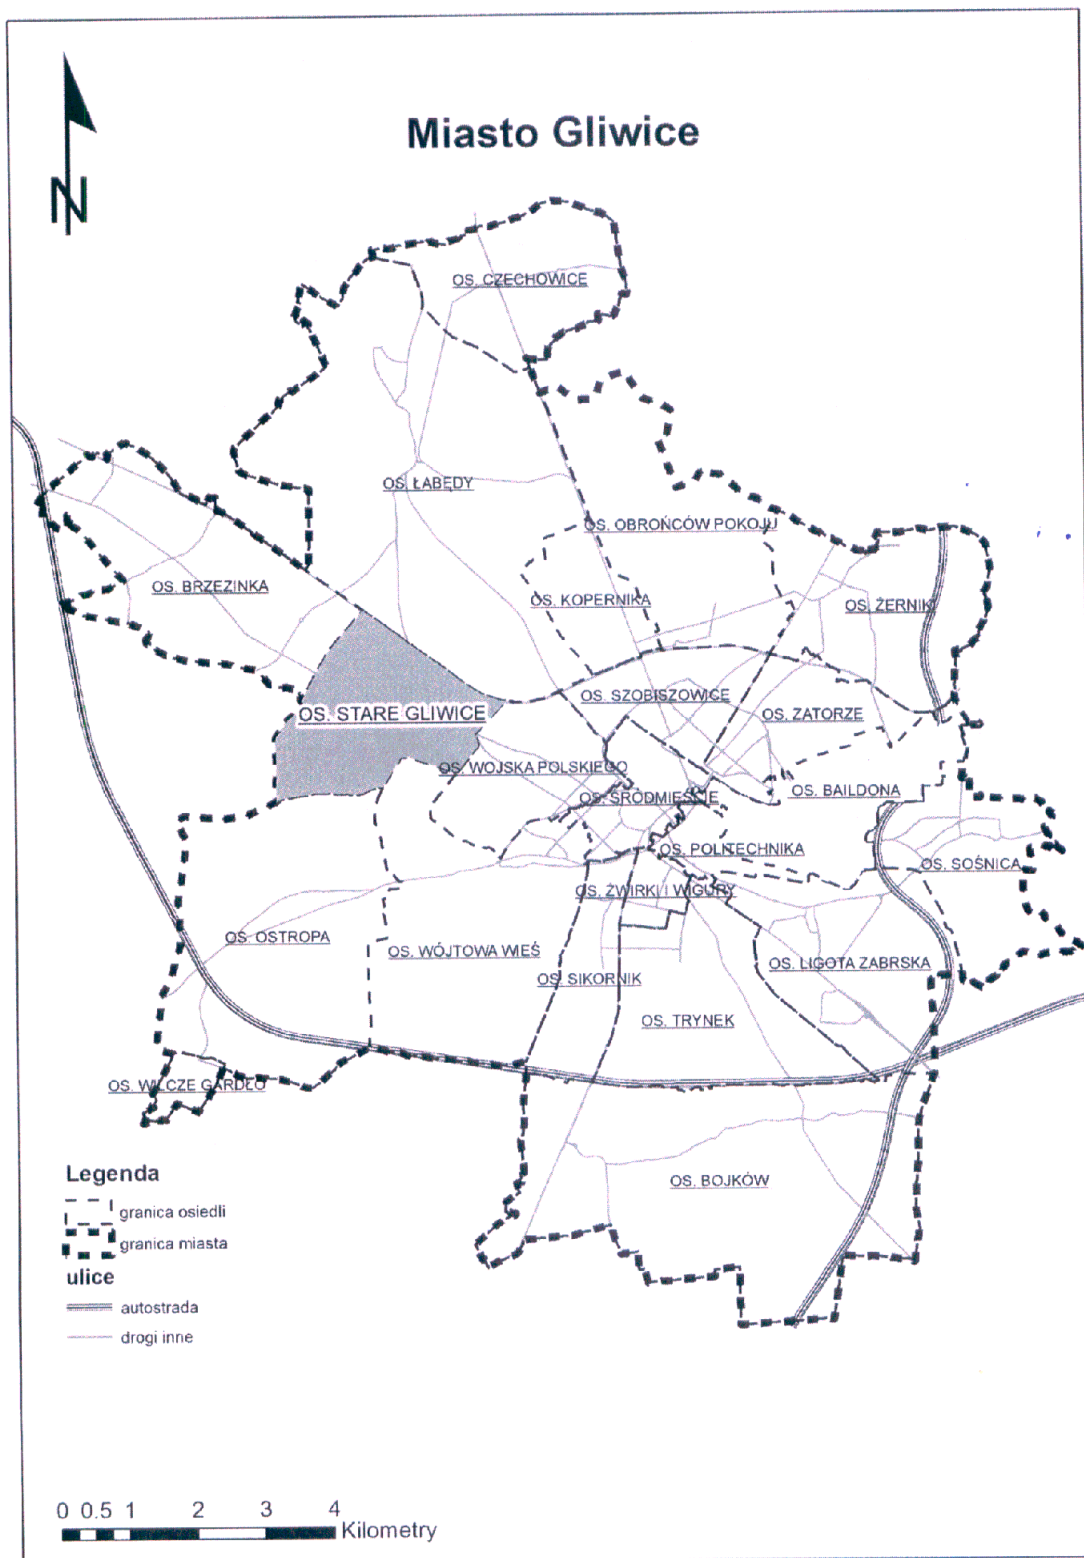 Miasto Gliwice
N
OS. CZECHOWICE
OS. ŁABĘDY
OS. OBROŃCÓW POKOJU
OS. BRZEZINKA
OS. KOPERNIKA
OS. ŻERNIKI
OS. SZOBISZOWICE
OS. STARE GLIWICE
OS. ZATORZE
OS. WOJSKA POLSKIEGO
OS. BAILDONA
OS. ŚRÓDMIEŚCIE
OS. POLITECHNIKA
OS. SOŚNICA
OS. ŻWIRKI I WIGURY
OS. OSTROPA
OS. WÓJTOWA WIEŚ
OS. LIGOTA ZABRSKA
OS. SIKORNIK
OS. TRYNEK
OS. WILCZE GARDŁO
OS. BOJKÓW
Legenda
granica osiedli
granica miasta
ulice
autostrada
drogi inne
0 0.5 1 2 3 4
Kilometry